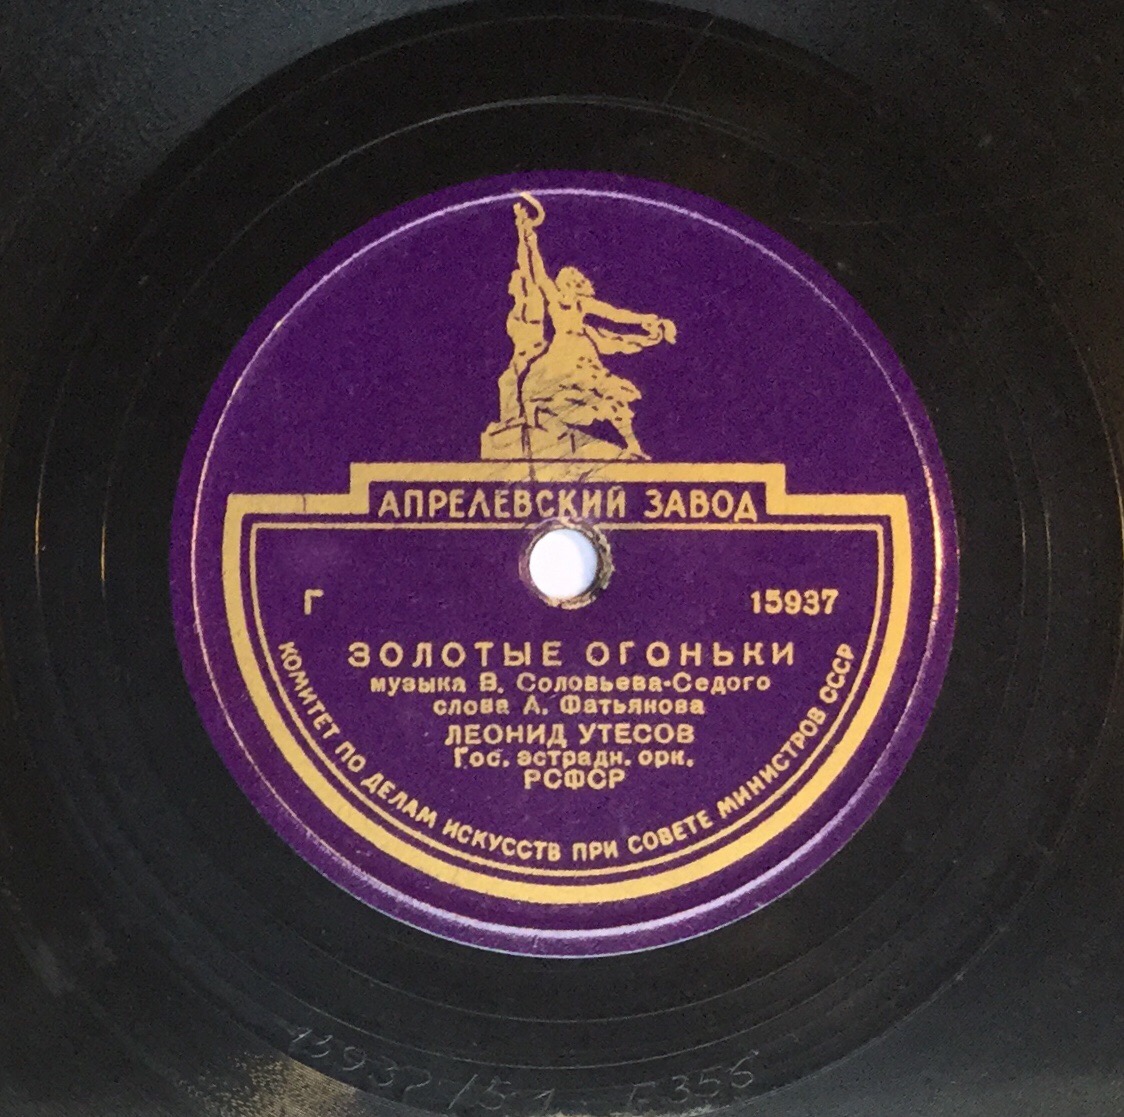 АПРЕЛЕВСКИЙ ЗАВОД
Г 15937
ЗОЛОТЫЕ ОГОНЬКИ
музыка В. Соловьева-Седого
слова А. Фатьянова
ЛЕОНИД УТЕСОВ
Гос. эстрадн. орк.
РСФСР
КОМИТЕТ ПО ДЕЛАМ ИСКУССТВ ПРИ СОВЕТЕ МИНИСТРОВ СССР